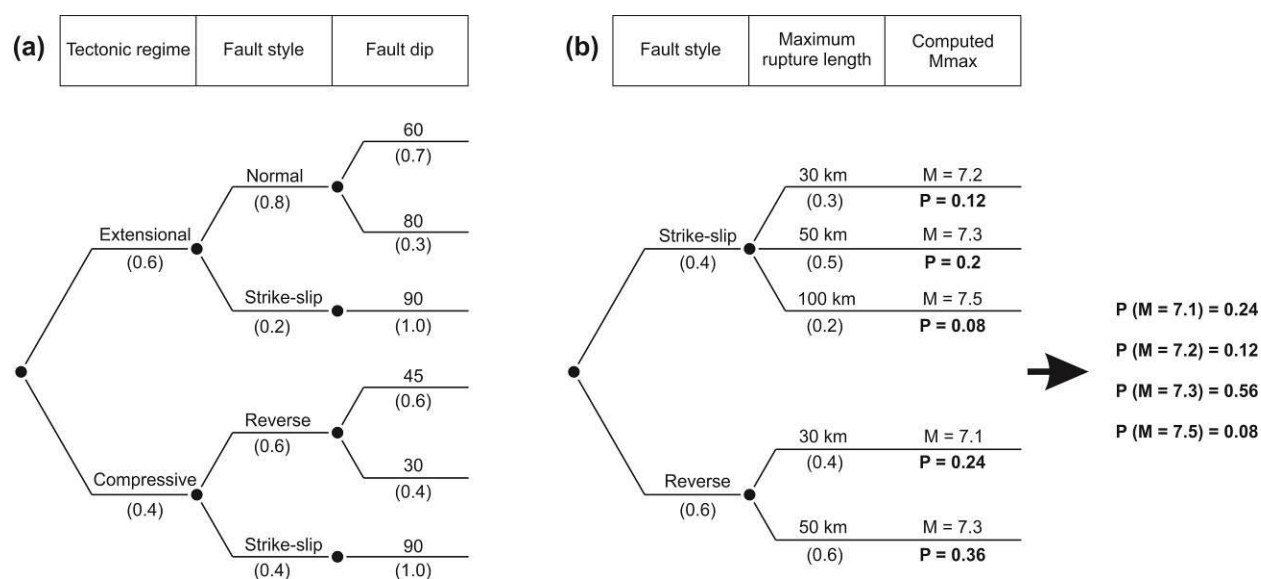 (a)
Tectonic regime
Fault style
Fault dip
60
(0.7)
Normal
(0.8)
80
(0.3)
Extensional
(0.6)
Strike-slip
(0.2)
90
(1.0)
45
(0.6)
Reverse
(0.6)
30
(0.4)
Compressive
(0.4)
Strike-slip
(0.4)
90
(1.0)
(b)
Fault style
Maximum
rupture length
Computed
Mmax
30 km
(0.3)
M = 7.2
P = 0.12
Strike-slip
(0.4)
50 km
(0.5)
M = 7.3
P = 0.2
100 km
(0.2)
M = 7.5
P = 0.08
30 km
(0.4)
M = 7.1
P = 0.24
Reverse
(0.6)
50 km
(0.6)
M = 7.3
P = 0.36
P (M = 7.1) = 0.24
P (M = 7.2) = 0.12
P (M = 7.3) = 0.56
P (M = 7.5) = 0.08